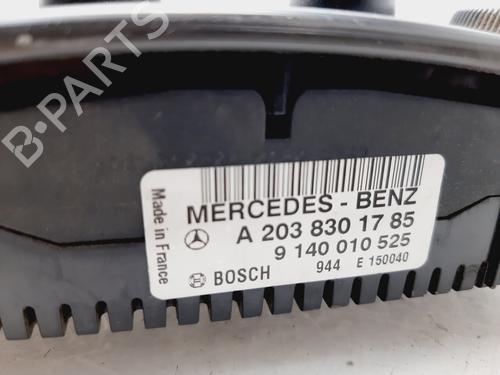 B-PARTS
Made in France
MERCEDES - BENZ
A 203 830 17 85
9 140 010 525
BOSCH 944 E 150040